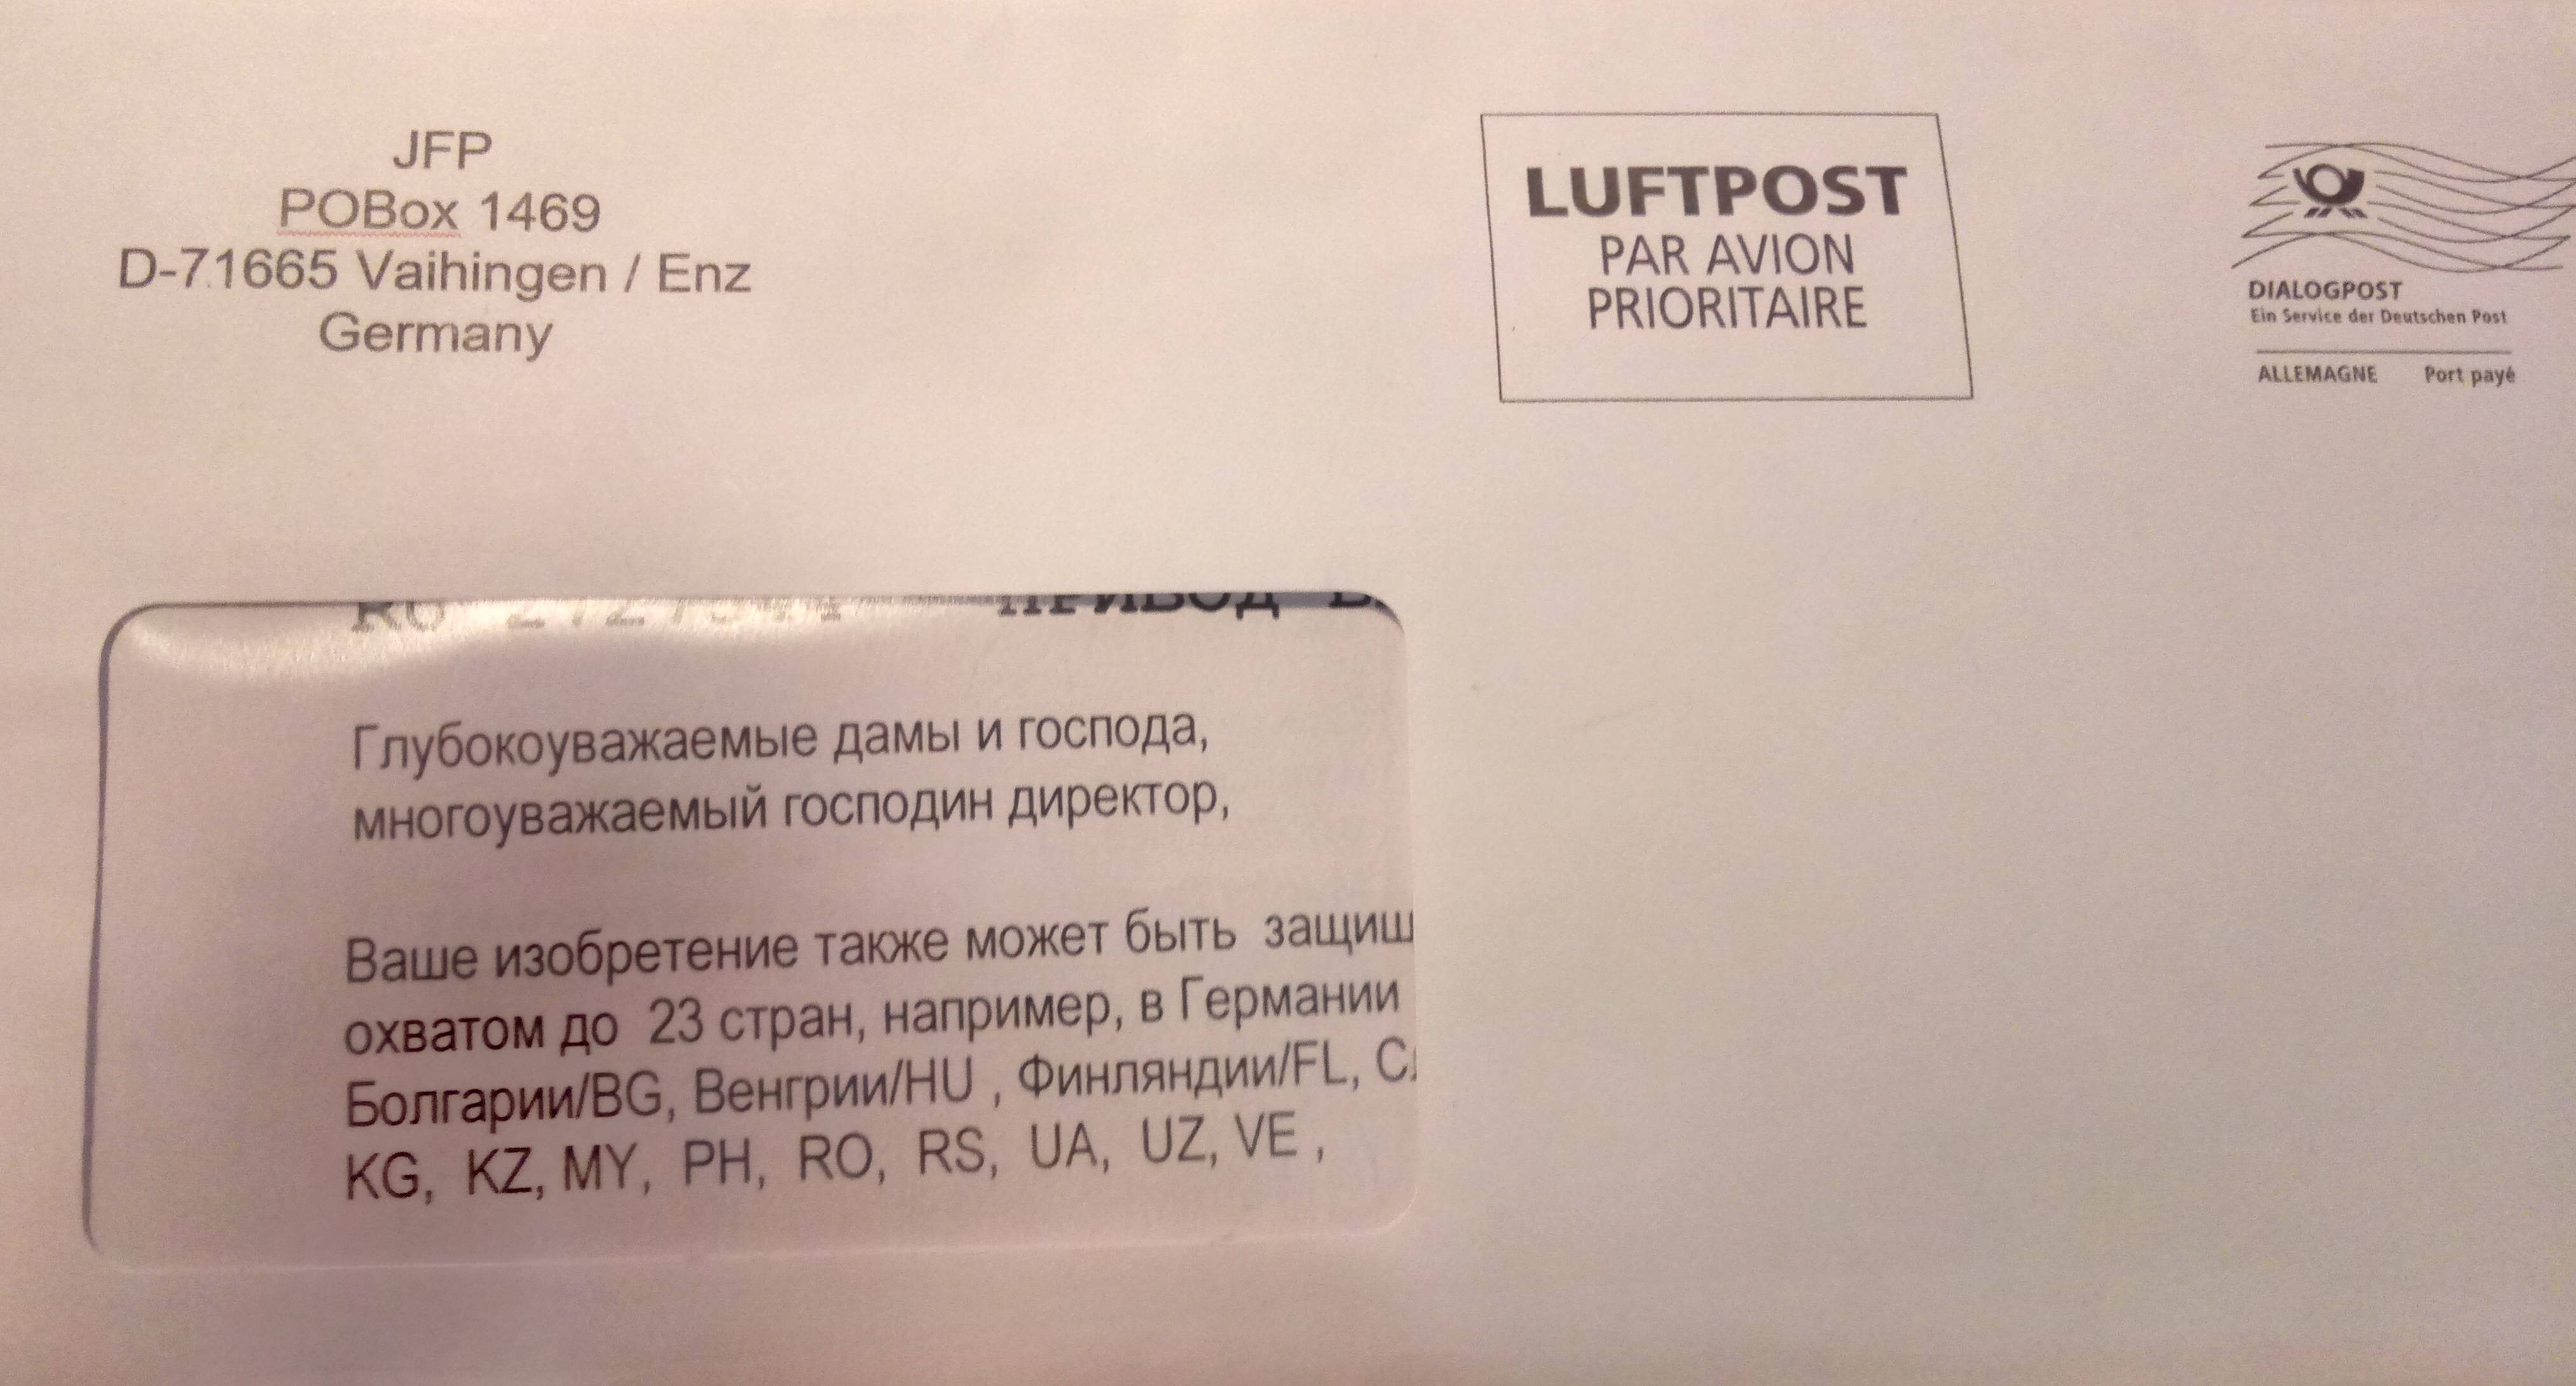 JFP
POBox 1469
D-71665 Vaihingen / Enz
Germany
LUFTPOST
PAR AVION
PRIORITAIRE
DIALOGPOST
Ein Service der Deutschen Post
ALLEMAGNE Port payé
ПРИВОД
Глубокоуважаемые дамы и господа,
многоуважаемый господин директор,
Ваше изобретение также может быть защищ
охватом до 23 стран, например, в Германии
Болгарии/BG, Венгрии/HU , Финляндии/FL,
KG, KZ, MY, PH, RO, RS, UA, UZ, VE ,